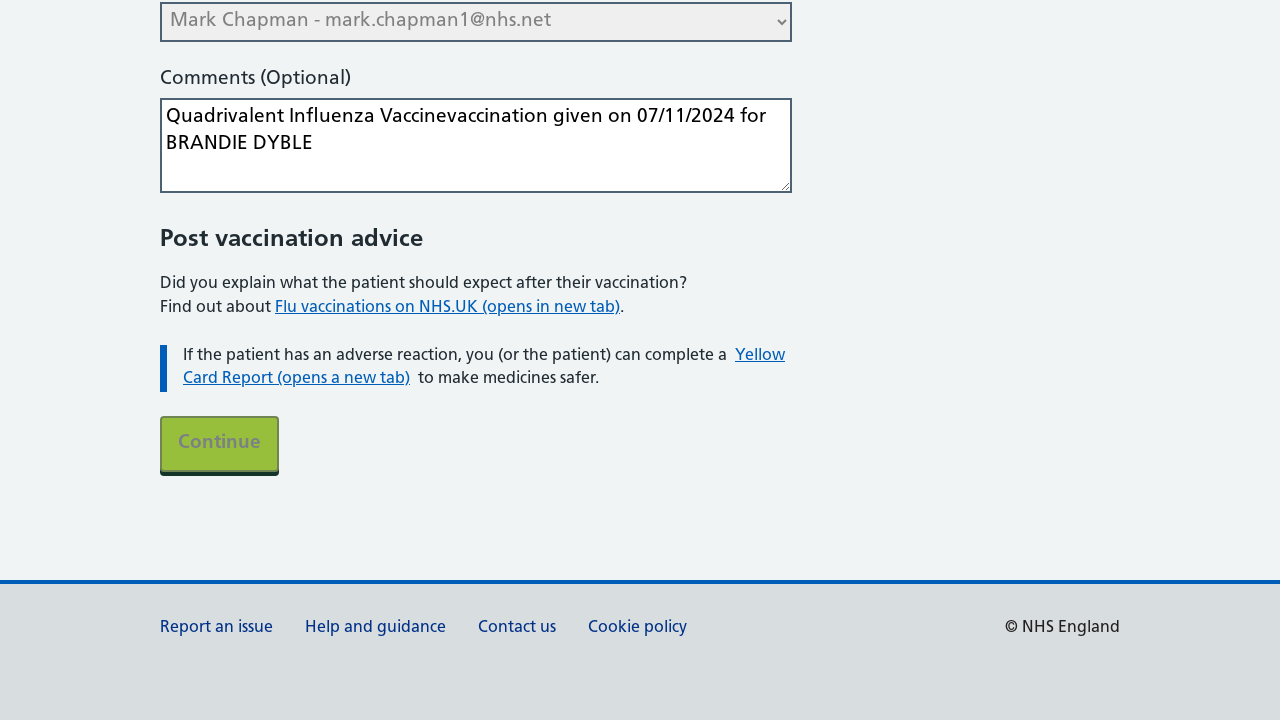 Mark Chapman - mark.chapman1@nhs.net
Comments (Optional)
Quadrivalent Influenza Vaccinevaccination given on 07/11/2024 for
BRANDIE DYBLE
Post vaccination advice
Did you explain what the patient should expect after their vaccination?
Find out about Flu vaccinations on NHS.UK (opens in new tab).
If the patient has an adverse reaction, you (or the patient) can complete a Yellow
Card Report (opens a new tab) to make medicines safer.
Continue
Report an issue Help and guidance Contact us Cookie policy © NHS England